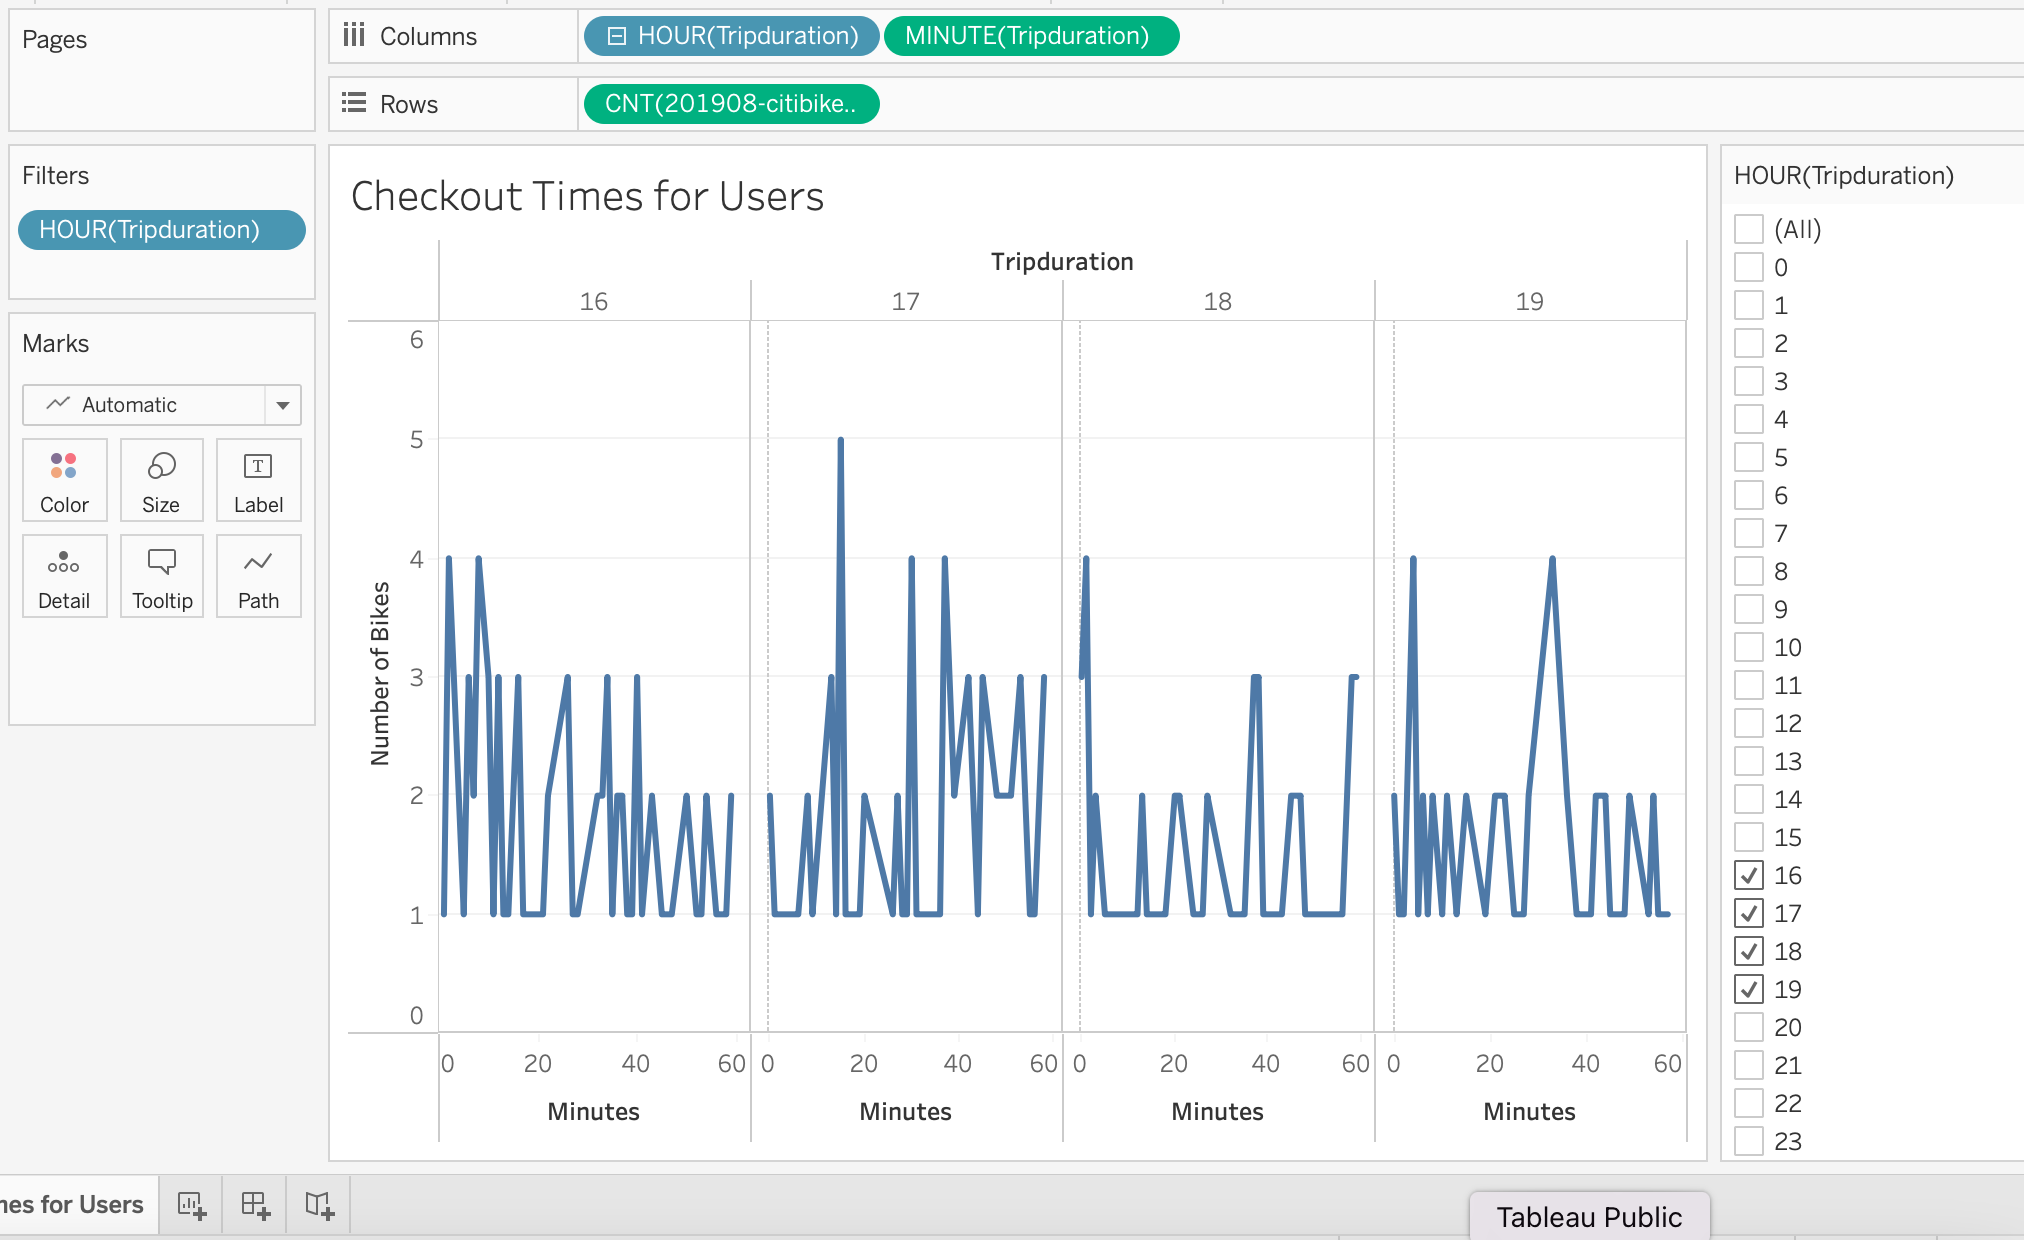 Pages
Columns
HOUR(Tripduration)
MINUTE(Tripduration)
Rows
CNT(201908-citibike..
Filters
HOUR(Tripduration)
Marks
Automatic
Color
Size
Label
Detail
Tooltip
Path
Checkout Times for Users
Tripduration
16
17
18
19
Number of Bikes
6
5
4
3
2
1
0
0 20 40 60
0 20 40 60
0 20 40 60
0 20 40 60
Minutes
Minutes
Minutes
Minutes
HOUR(Tripduration)
(All)
0
1
2
3
4
5
6
7
8
9
10
11
12
13
14
15
16
17
18
19
20
21
22
23
nes for Users
Tableau Public